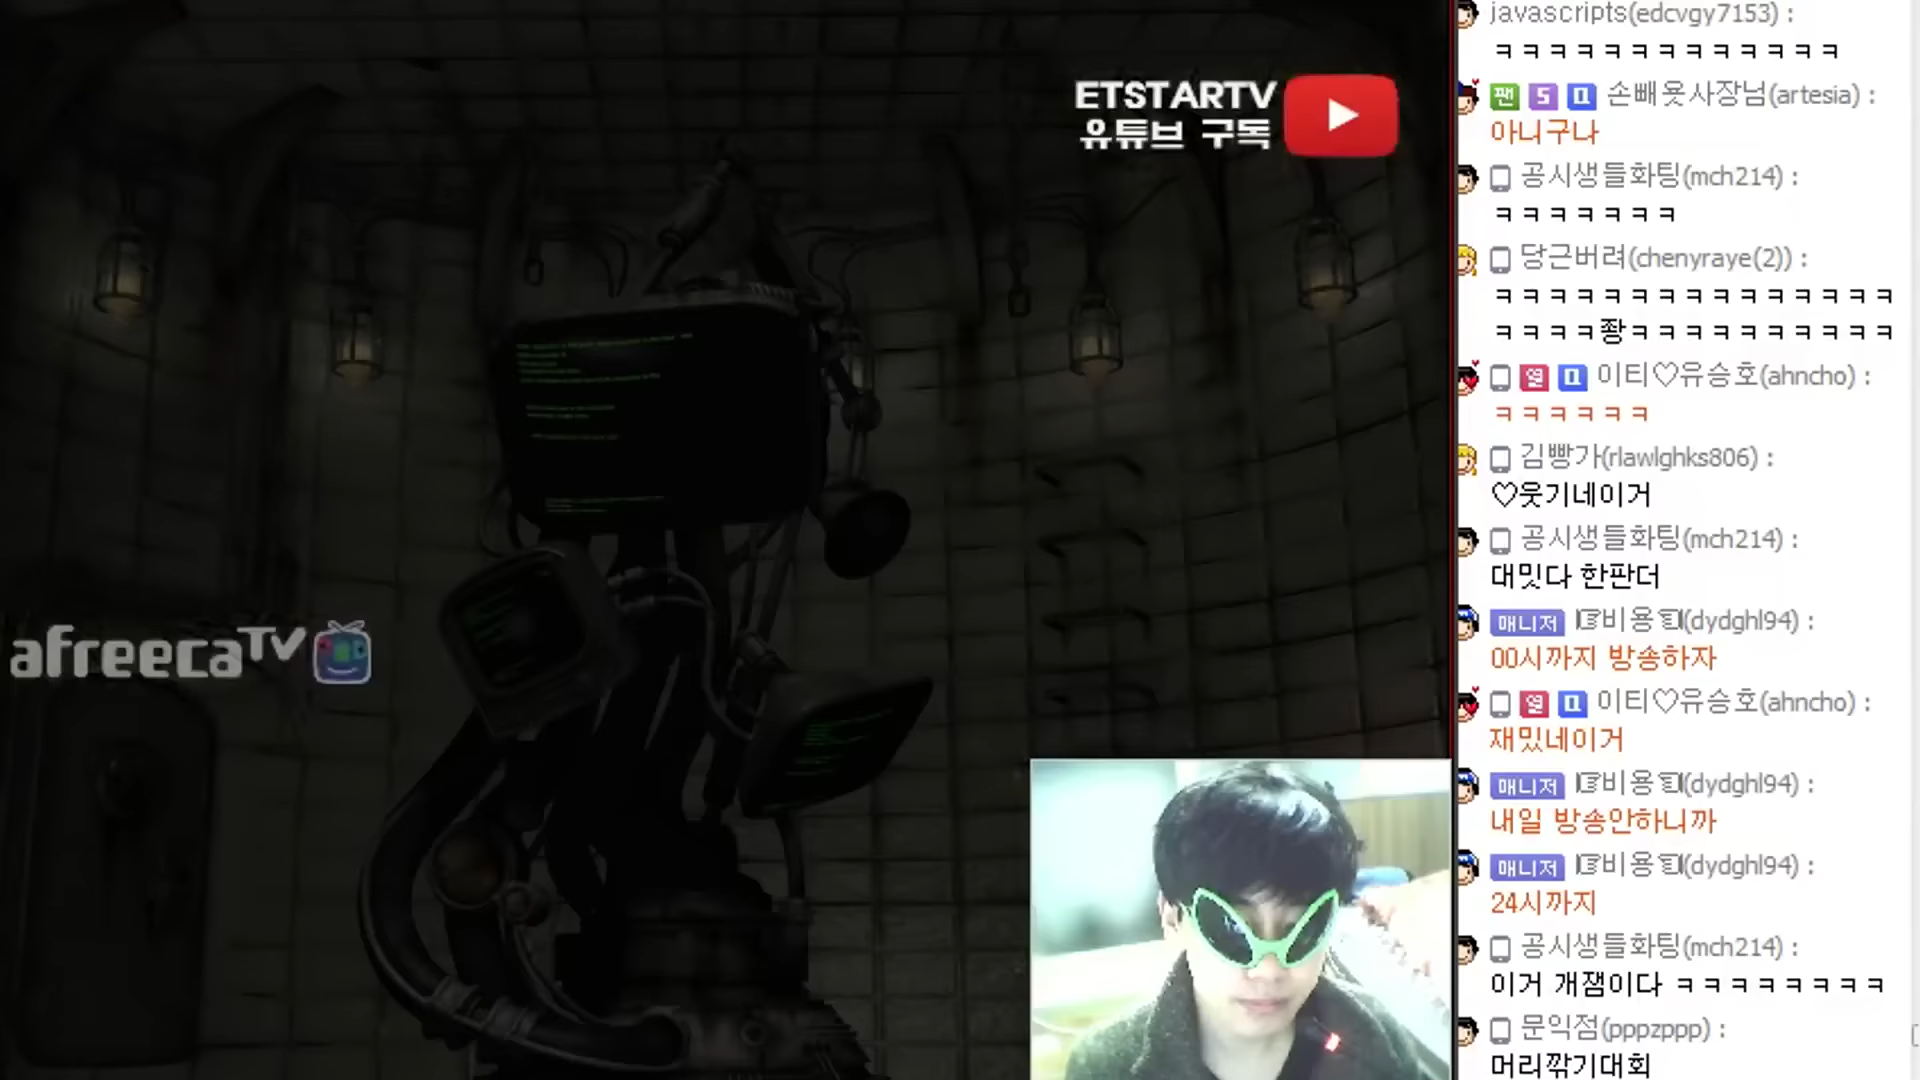 ETSTARTV
유튜브 구독
afreecaTV
javascripts(edcvgy7153) :
ㅋㅋㅋㅋㅋㅋㅋㅋㅋㅋㅋㅋㅋ
팬 S 손빼욧사장님(artesia) :
아니구나
공시생들화팅(mch214) :
ㅋㅋㅋㅋㅋㅋㅋ
당근버려(chenyraye(2)) :
ㅋㅋㅋㅋㅋㅋㅋㅋㅋㅋㅋㅋㅋㅋㅋ
ㅋㅋㅋㅋ좡ㅋㅋㅋㅋㅋㅋㅋㅋㅋㅋ
열 이티♡유승호(ahncho) :
ㅋㅋㅋㅋㅋㅋ
김빵가(rlawlghks806) :
♡웃기네이거
공시생들화팅(mch214) :
대밋다 한판더
매니저 ☞비용☜(dydghl94) :
00시까지 방송하자
열 이티♡유승호(ahncho) :
재밌네이거
매니저 ☞비용☜(dydghl94) :
내일 방송안하니까
매니저 ☞비용☜(dydghl94) :
24시까지
공시생들화팅(mch214) :
이거 개잼이다 ㅋㅋㅋㅋㅋㅋㅋㅋ
문익점(pppzppp) :
머리깎기대회